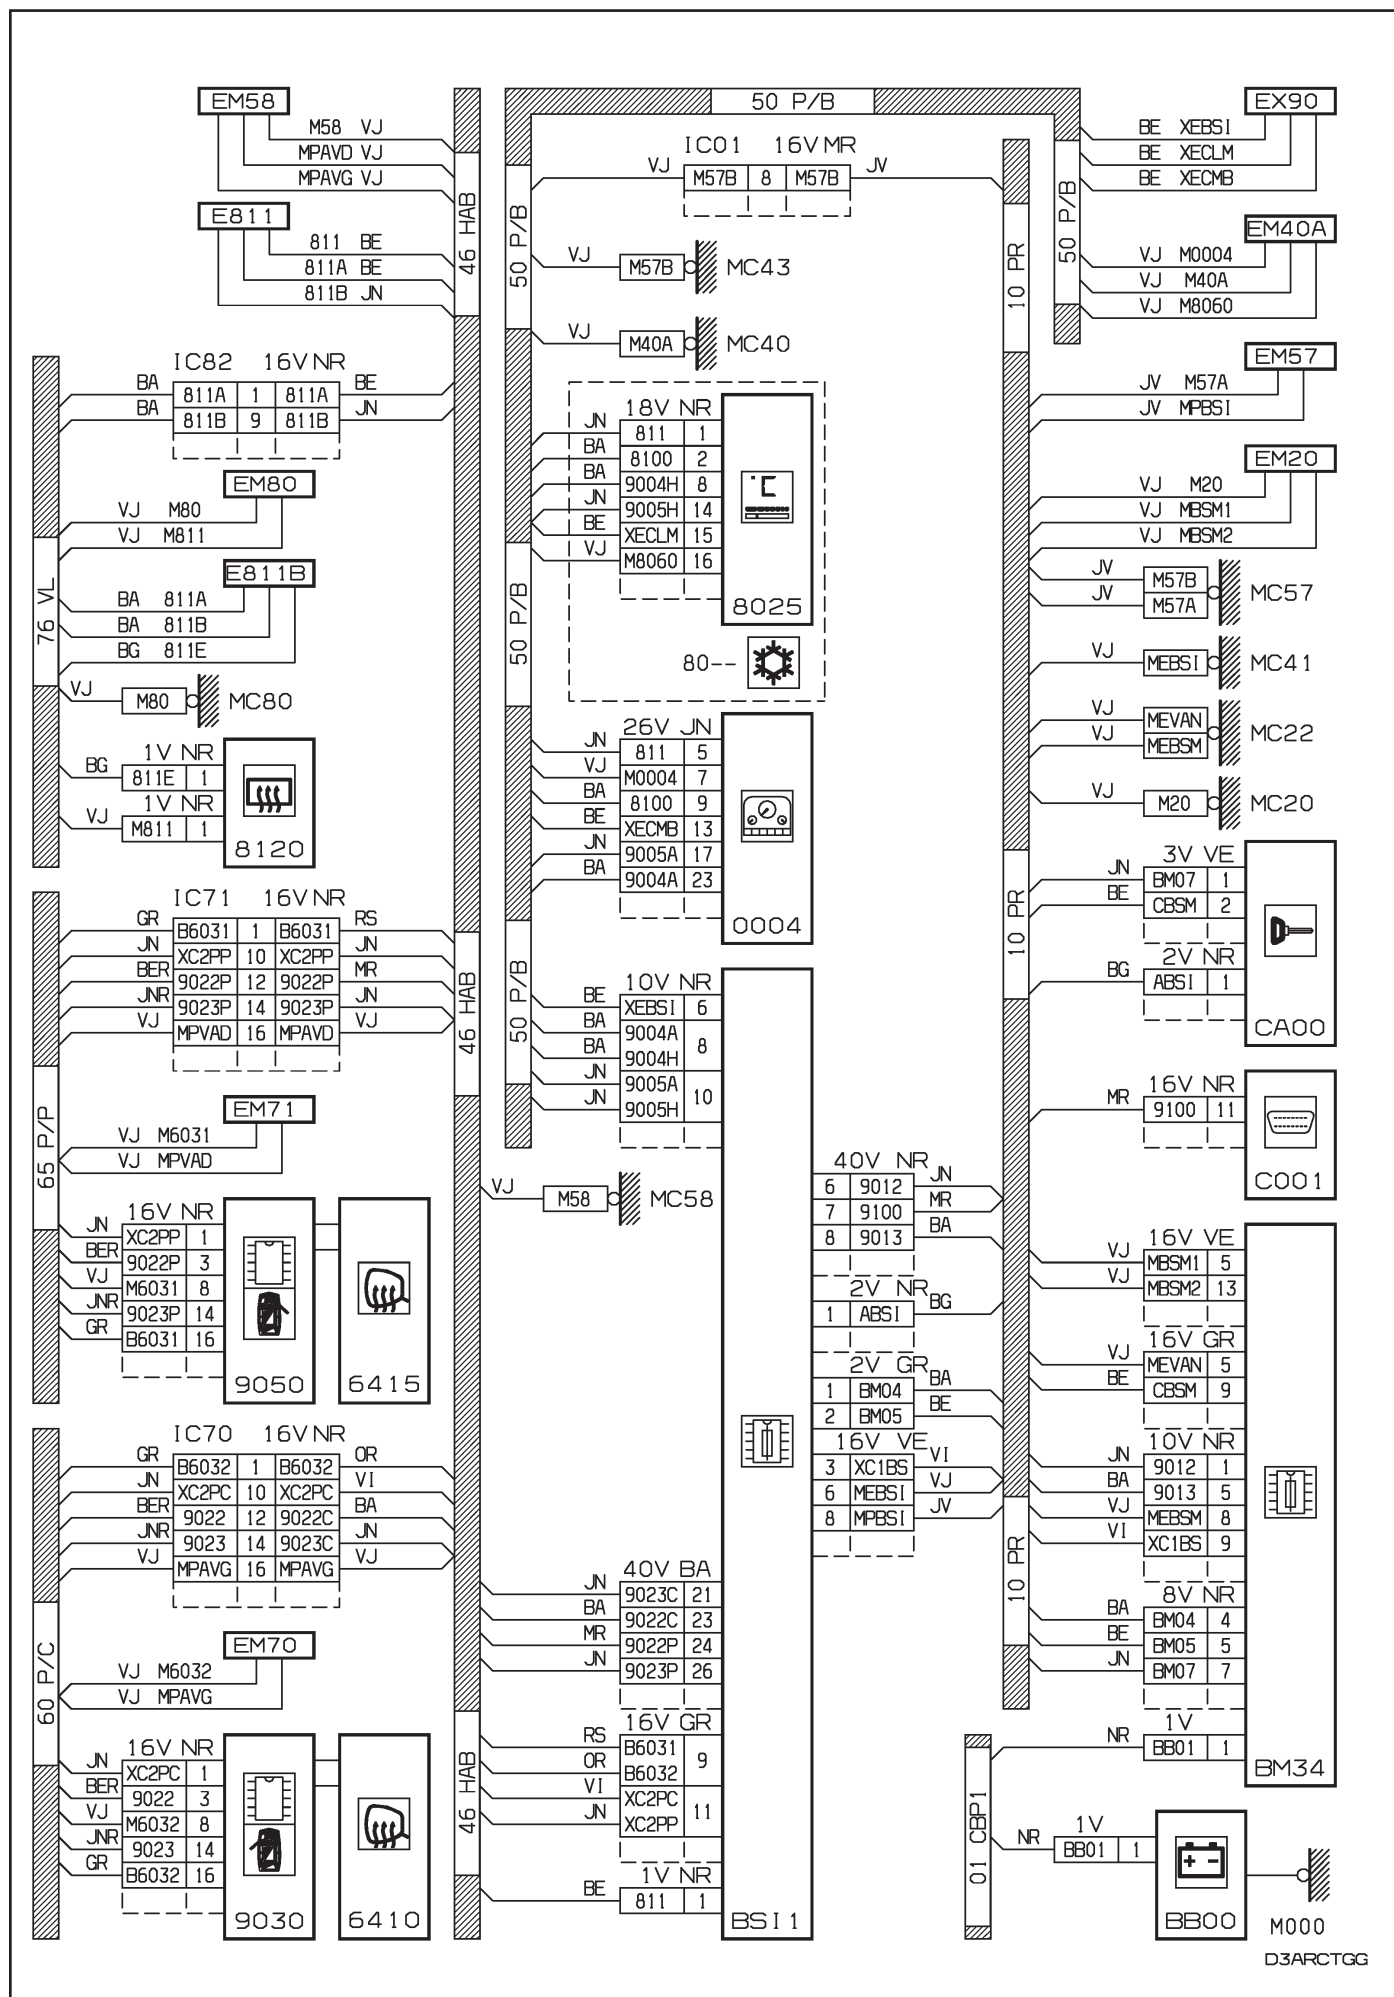 50 P/B
EM58
M58 VJ
MPAVD VJ
MPAVG VJ
E811
811 BE
811A BE
811B JN
46 HAB
IC82 16V NR
BA 811A 1 811A BE
BA 811B 9 811B JN
EM80
VJ M80
VJ M811
E811B
BA 811A
BA 811B
BG 811E
76 VL
VJ M80 MC80
1V NR
BG 811E 1
1V NR
VJ M811 1
8120
IC71 16V NR
GR B6031 1 B6031 RS
JN XC2PP 10 XC2PP JN
BER 9022P 12 9022P MR
JNR 9023P 14 9023P JN
VJ MPVAD 16 MPAVD VJ
46 HAB
EM71
VJ M6031
VJ MPVAD
65 P/P
16V NR
JN XC2PP 1
BER 9022P 3
VJ M6031 8
JNR 9023P 14
GR B6031 16
9050
6415
IC70 16V NR
GR B6032 1 B6032 OR
JN XC2PC 10 XC2PC VI
BER 9022 12 9022C BA
JNR 9023 14 9023C JN
VJ MPAVG 16 MPAVG VJ
EM70
VJ M6032
VJ MPAVG
60 P/C
16V NR
JN XC2PC 1
BER 9022 3
VJ M6032 8
JNR 9023 14
GR B6032 16
9030
6410
46 HAB
50 P/B
IC01 16V MR
VJ M57B 8 M57B JV
VJ M57B MC43
VJ M40A MC40
18V NR
JN 811 1
BA 8100 2
BA 9004H 8
JN 9005H 14
BE XECLM 15
VJ M8060 16
°C
8025
80--
50 P/B
26V JN
JN 811 5
VJ M0004 7
BA 8100 9
BE XECMB 13
JN 9005A 17
BA 9004A 23
0004
50 P/B
10V NR
BE XEBSI 6
BA 9004A
8
BA 9004H
JN 9005A
10
JN 9005H
VJ M58 MC58
40V NR
6 9012 JN
7 9100 MR
8 9013 BA
2V NR
1 ABSI BG
2V GR
1 BM04 BA
2 BM05 BE
16V VE
3 XC1BS VI
6 MEBSI VJ
8 MPBSI JV
40V BA
JN 9023C 21
BA 9022C 23
MR 9022P 24
JN 9023P 26
16V GR
RS B6031
9
OR B6032
VI XC2PC
11
JN XC2PP
1V NR
BE 811 1
BSI1
EX90
BE XEBSI
BE XECLM
BE XECMB
50 P/B
EM40A
VJ M0004
VJ M40A
VJ M8060
10 PR
EM57
JV M57A
JV MPBSI
EM20
VJ M20
VJ MBSM1
VJ MBSM2
JV M57B
MC57
JV M57A
VJ MEBSI MC41
VJ MEVAN
MC22
VJ MEBSM
VJ M20 MC20
10 PR
3V VE
JN BM07 1
BE CBSM 2
2V NR
BG ABSI 1
CA00
16V NR
MR 9100 11
C001
16V VE
VJ MBSM1 5
VJ MBSM2 13
16V GR
VJ MEVAN 5
BE CBSM 9
10V NR
JN 9012 1
BA 9013 5
VJ MEBSM 8
VI XC1BS 9
10 PR
8V NR
BA BM04 4
BE BM05 5
JN BM07 7
1V
NR BB01 1
BM34
01 CBP1
1V
NR BB01 1
+ -
BB00
M000
D3ARCTGG